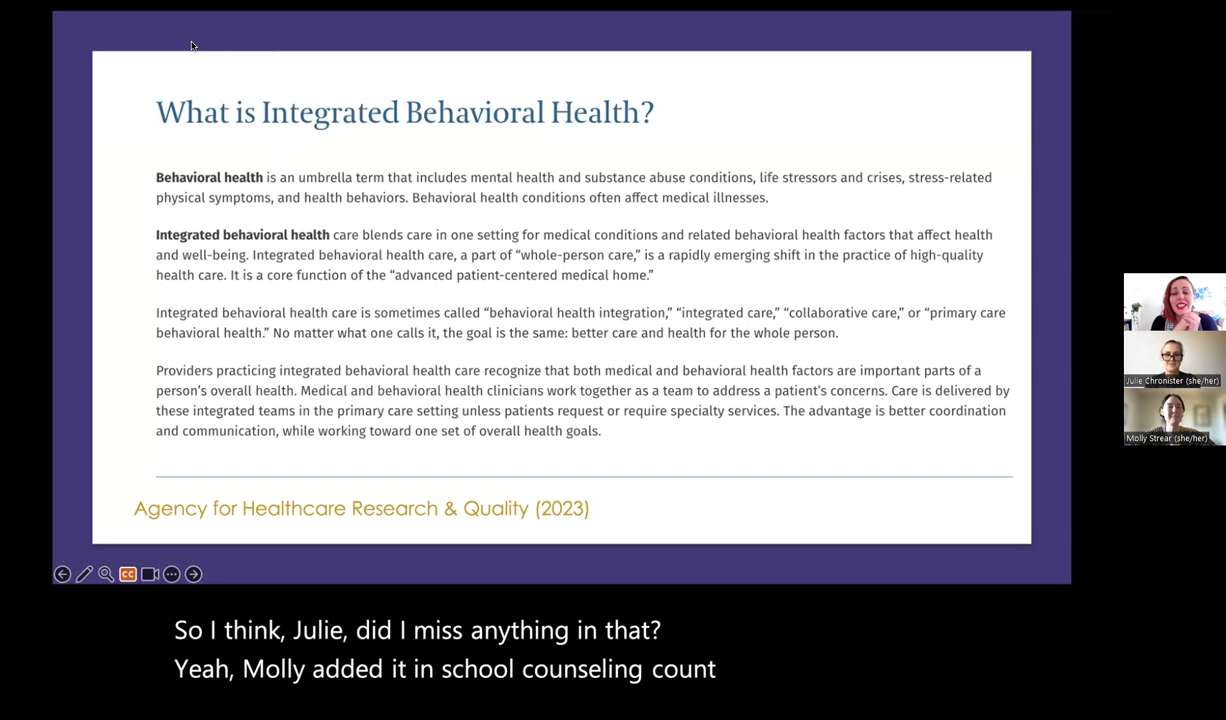 What is Integrated Behavioral Health?
Behavioral health is an umbrella term that includes mental health and substance abuse conditions, life stressors and crises, stress-related
physical symptoms, and health behaviors. Behavioral health conditions often affect medical illnesses.
Integrated behavioral health care blends care in one setting for medical conditions and related behavioral health factors that affect health
and well-being. Integrated behavioral health care, a part of “whole-person care,” is a rapidly emerging shift in the practice of high-quality
health care. It is a core function of the “advanced patient-centered medical home.”
Integrated behavioral health care is sometimes called “behavioral health integration,” “integrated care,” “collaborative care,” or “primary care
behavioral health.” No matter what one calls it, the goal is the same: better care and health for the whole person.
Providers practicing integrated behavioral health care recognize that both medical and behavioral health factors are important parts of a
person’s overall health. Medical and behavioral health clinicians work together as a team to address a patient’s concerns. Care is delivered by
these integrated teams in the primary care setting unless patients request or require specialty services. The advantage is better coordination
and communication, while working toward one set of overall health goals.
Agency for Healthcare Research & Quality (2023)
CC
Julie Chronister (she/her)
Molly Strear (she/her)
So I think, Julie, did I miss anything in that?
Yeah, Molly added it in school counseling count